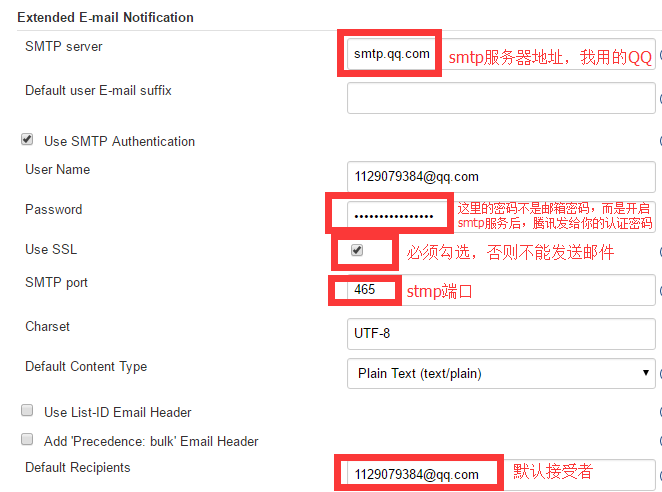 Extended E-mail Notification
SMTP server
smtp.qq.com
smtp服务器地址，我用的QQ
Default user E-mail suffix
Use SMTP Authentication
User Name
1129079384@qq.com
Password
••••••••••••••••
这里的密码不是邮箱密码，而是开启
smtp服务后，腾讯发给你的认证密码
Use SSL
必须勾选，否则不能发送邮件
SMTP port
465
stmp端口
Charset
UTF-8
Default Content Type
Plain Text (text/plain)
Use List-ID Email Header
Add 'Precedence: bulk' Email Header
Default Recipients
1129079384@qq.com
默认接受者